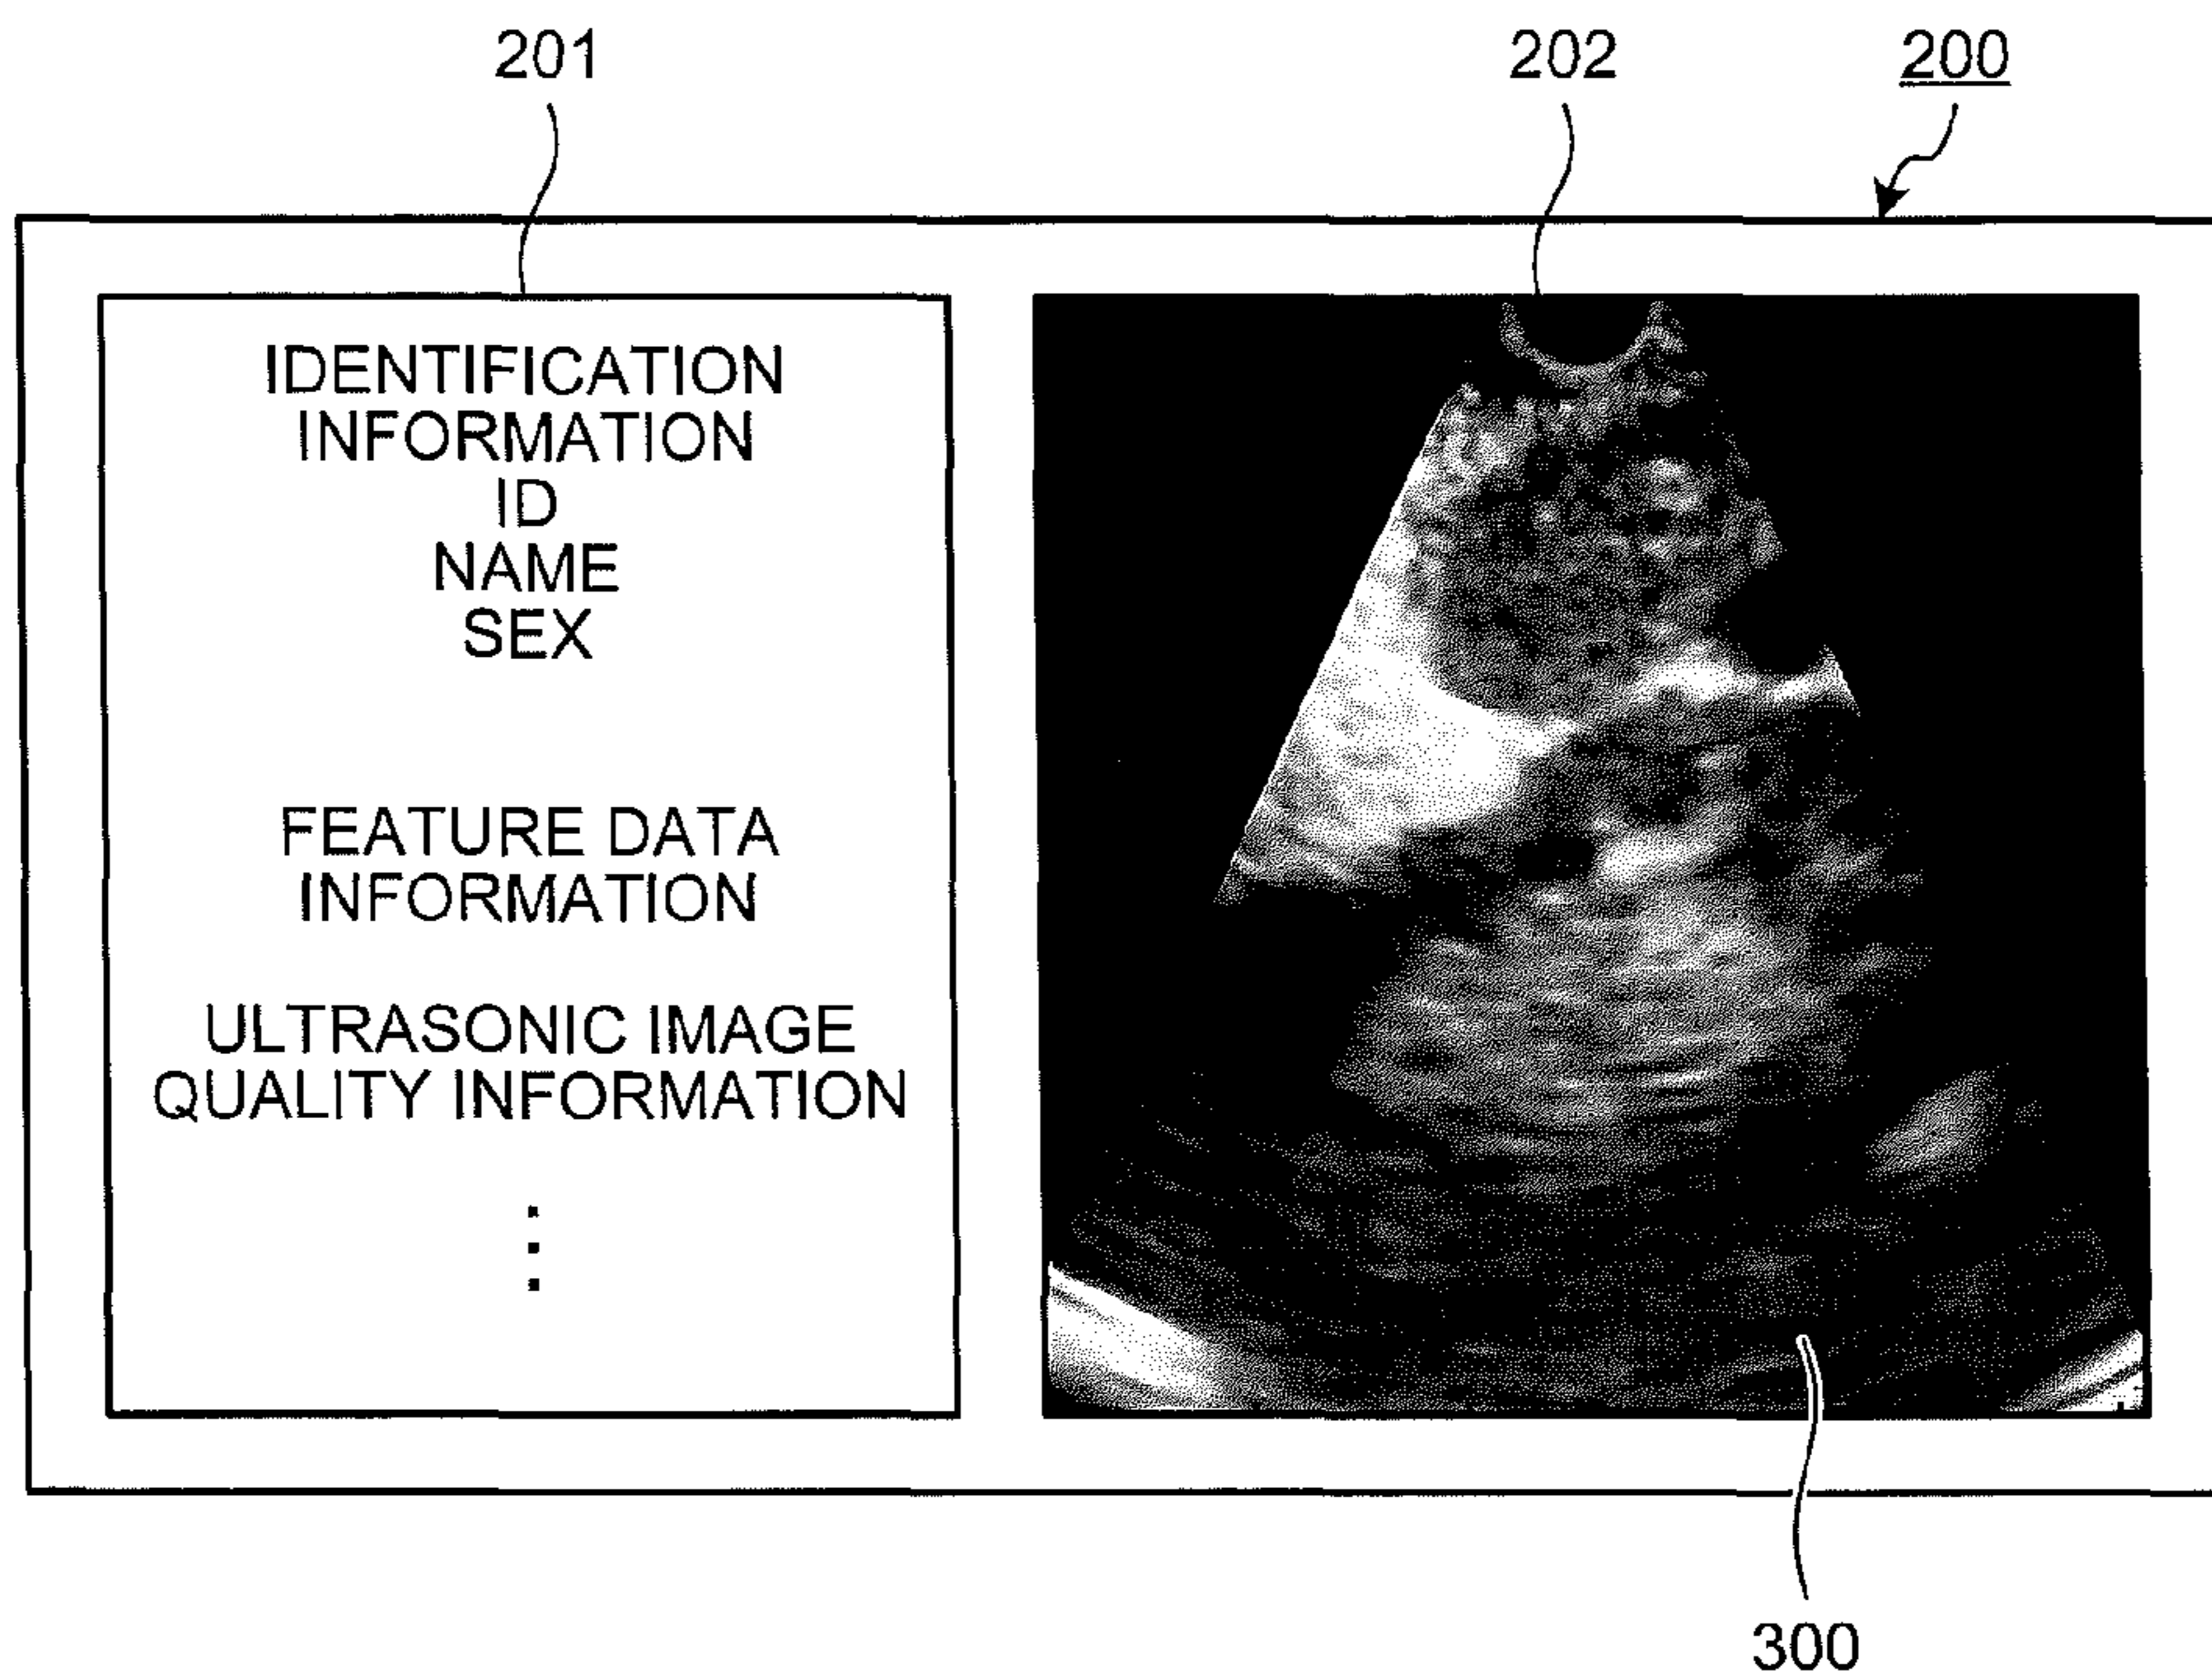 201
202
200
IDENTIFICATION
INFORMATION
ID
NAME
SEX
FEATURE DATA
INFORMATION
ULTRASONIC IMAGE
QUALITY INFORMATION
300